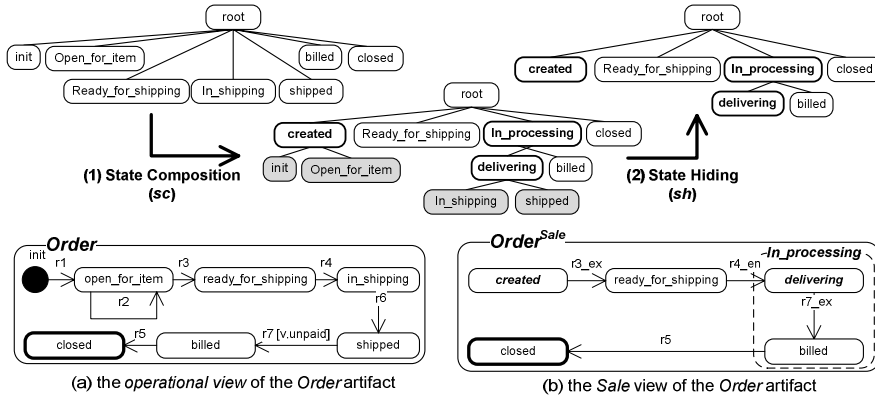 root
init
Open_for_item
billed
closed
Ready_for_shipping
In_shipping
shipped
(1) State Composition
(sc)
root
created
Ready_for_shipping
In_processing
closed
init
Open_for_item
delivering
billed
In_shipping
shipped
root
created
Ready_for_shipping
In_processing
closed
delivering
billed
(2) State Hiding
(sh)
Order
init
r1
open_for_item
r3
ready_for_shipping
r4
in_shipping
r2
r6
closed
r5
billed
r7 [v.unpaid]
shipped
(a) the operational view of the Order artifact
Order Sale
In_processing
created
r3_ex
ready_for_shipping
r4_en
delivering
r7_ex
closed
r5
billed
(b) the Sale view of the Order artifact